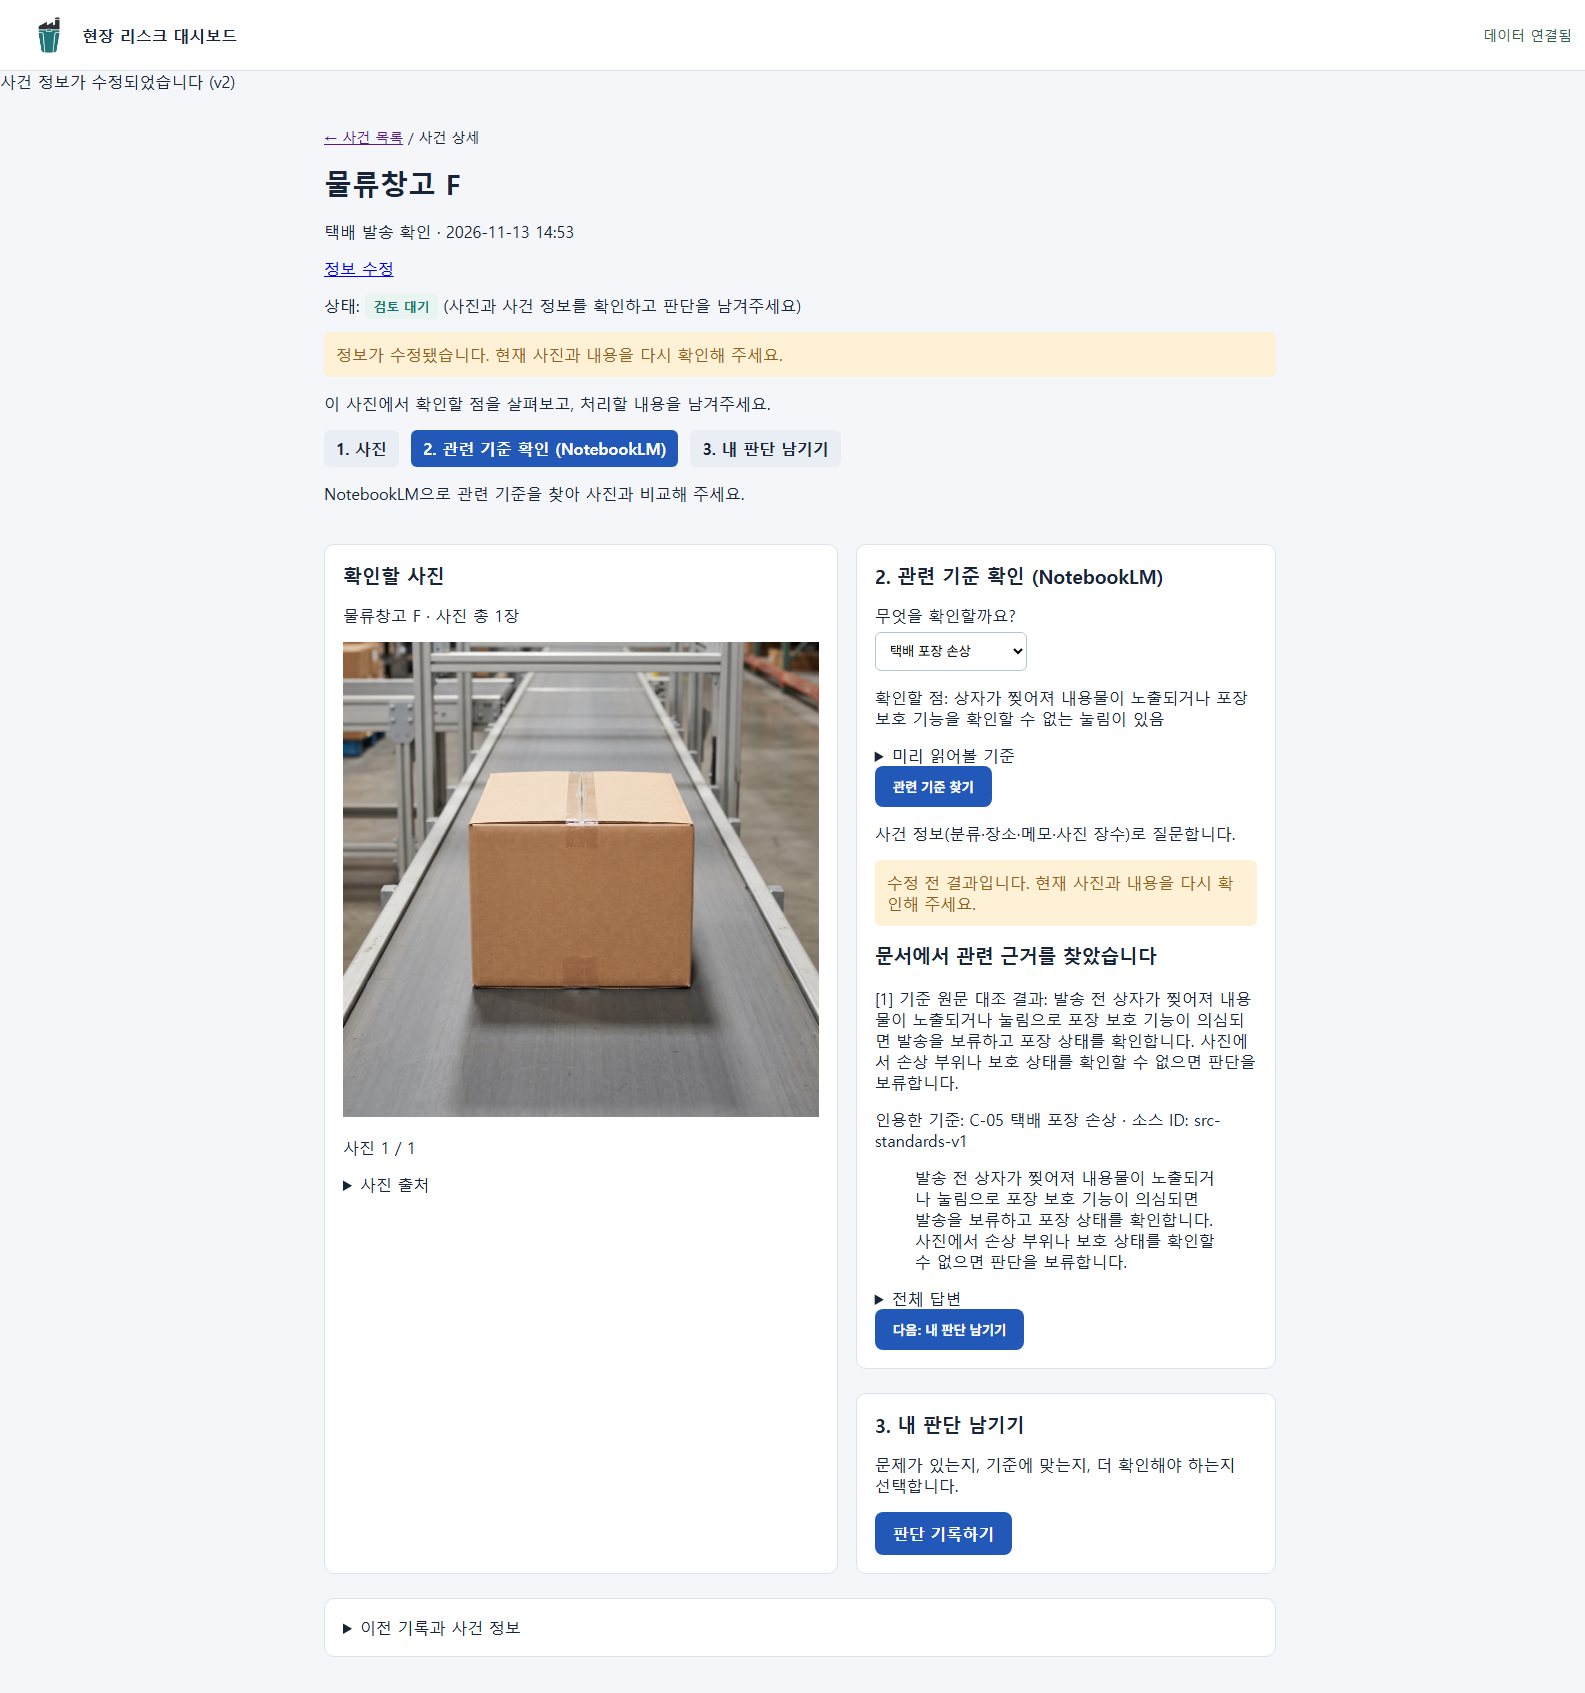 현장 리스크 대시보드
데이터 연결됨
사건 정보가 수정되었습니다 (v2)
← 사건 목록 / 사건 상세
물류창고 F
택배 발송 확인 · 2026-11-13 14:53
정보 수정
상태: 검토 대기 (사진과 사건 정보를 확인하고 판단을 남겨주세요)
정보가 수정됐습니다. 현재 사진과 내용을 다시 확인해 주세요.
이 사진에서 확인할 점을 살펴보고, 처리할 내용을 남겨주세요.
1. 사진
2. 관련 기준 확인 (NotebookLM)
3. 내 판단 남기기
NotebookLM으로 관련 기준을 찾아 사진과 비교해 주세요.
확인할 사진
물류창고 F · 사진 총 1장
사진 1 / 1
▶ 사진 출처
2. 관련 기준 확인 (NotebookLM)
무엇을 확인할까요?
택배 포장 손상
확인할 점: 상자가 찢어져 내용물이 노출되거나 포장
보호 기능을 확인할 수 없는 눌림이 있음
▶ 미리 읽어볼 기준
관련 기준 찾기
사건 정보(분류·장소·메모·사진 장수)로 질문합니다.
수정 전 결과입니다. 현재 사진과 내용을 다시 확
인해 주세요.
문서에서 관련 근거를 찾았습니다
[1] 기준 원문 대조 결과: 발송 전 상자가 찢어져 내용
물이 노출되거나 눌림으로 포장 보호 기능이 의심되
면 발송을 보류하고 포장 상태를 확인합니다. 사진에
서 손상 부위나 보호 상태를 확인할 수 없으면 판단을
보류합니다.
인용한 기준: C-05 택배 포장 손상 · 소스 ID: src-
standards-v1
발송 전 상자가 찢어져 내용물이 노출되거
나 눌림으로 포장 보호 기능이 의심되면
발송을 보류하고 포장 상태를 확인합니다.
사진에서 손상 부위나 보호 상태를 확인할
수 없으면 판단을 보류합니다.
▶ 전체 답변
다음: 내 판단 남기기
3. 내 판단 남기기
문제가 있는지, 기준에 맞는지, 더 확인해야 하는지
선택합니다.
판단 기록하기
▶ 이전 기록과 사건 정보